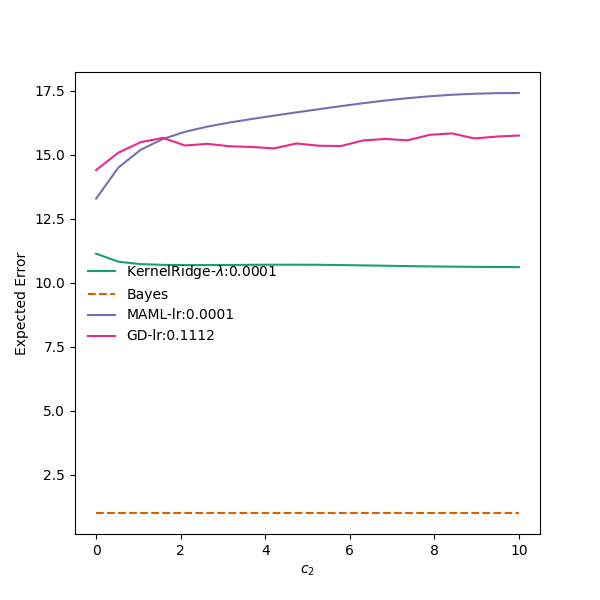 17.5
15.0
12.5
10.0
7.5
5.0
2.5
Expected Error
KernelRidge-λ:0.0001
Bayes
MAML-lr:0.0001
GD-lr:0.1112
0 2 4 6 8 10
c₂